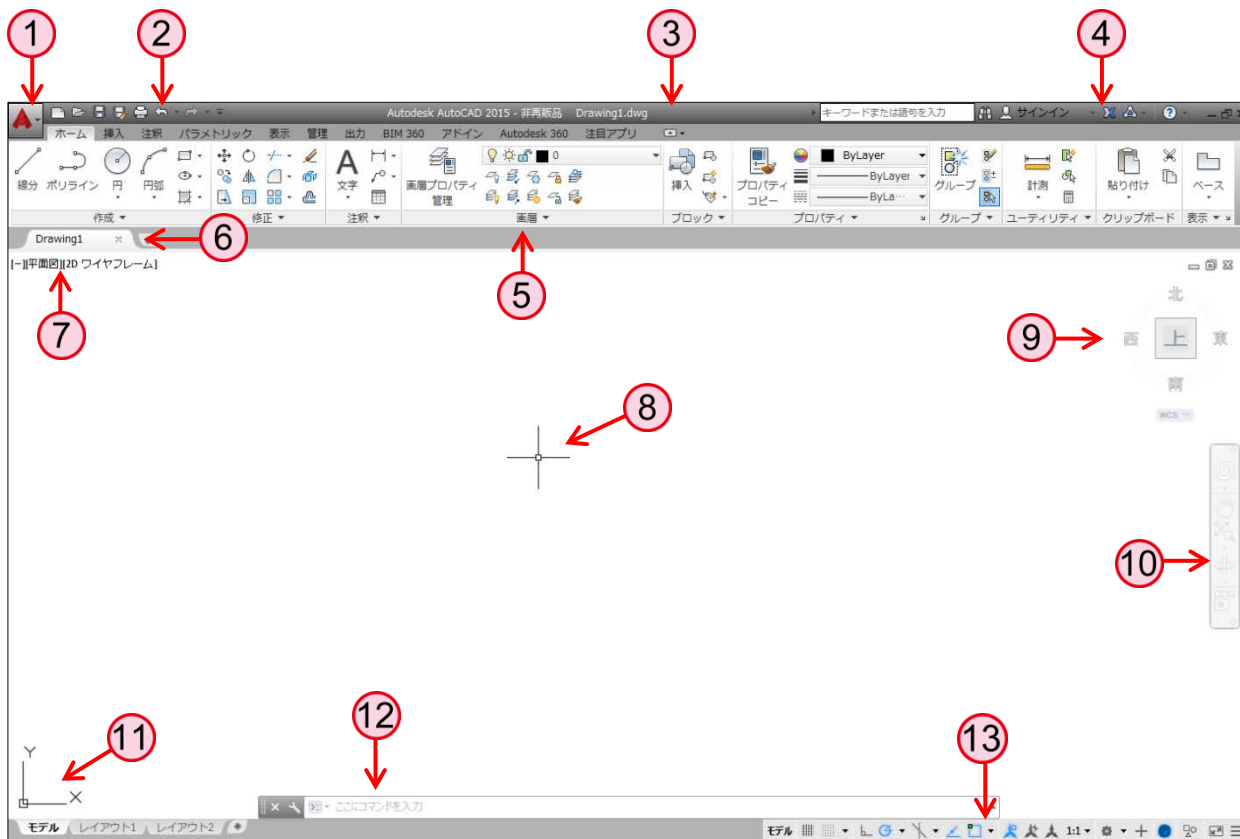 1 2 3 4
Autodesk AutoCAD 2015 - 非再販品 Drawing1.dwg キーワードまたは語句を入力 サインイン
ホーム 挿入 注釈 パラメトリック 表示 管理 出力 BIM 360 アドイン Autodesk 360 注目アプリ
0 ByLayer
ByLayer
ByLa…
線分 ポリライン 円 円弧 文字 画層プロパティ管理 挿入 プロパティコピー グループ 計測 貼り付け ベース
作成 修正 注釈 画層 ブロック プロパティ グループ ユーティリティ クリップボード 表示
Drawing1 6
[−][平面図][2D ワイヤフレーム]
7 5
北
9 西 上 東
南
WCS
8
10
12
11 13
Y
X
ここにコマンドを入力
モデル レイアウト1 レイアウト2 モデル 1:1